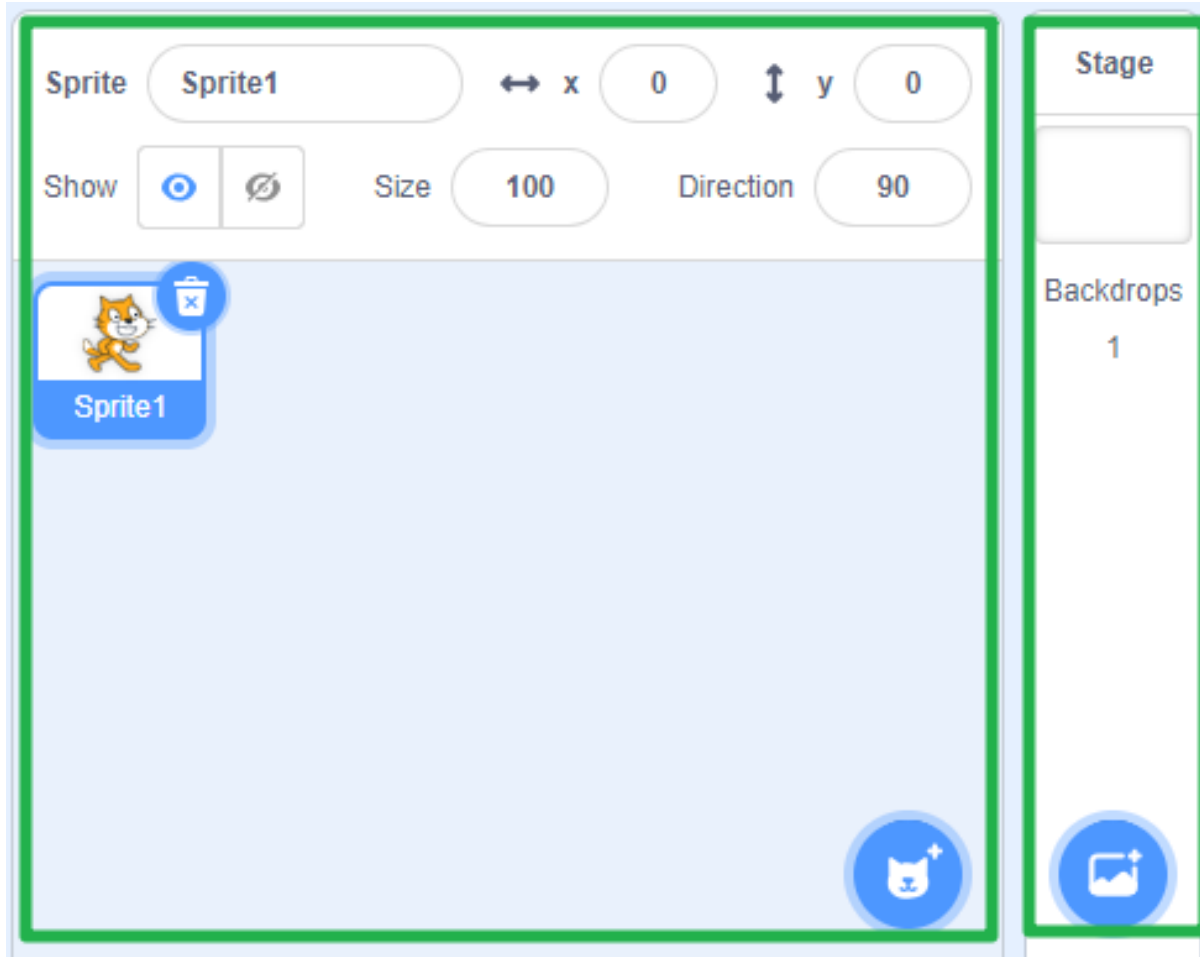 Sprite Sprite1 x 0 y 0
Show Size 100 Direction 90
Sprite1
Stage
Backdrops
1